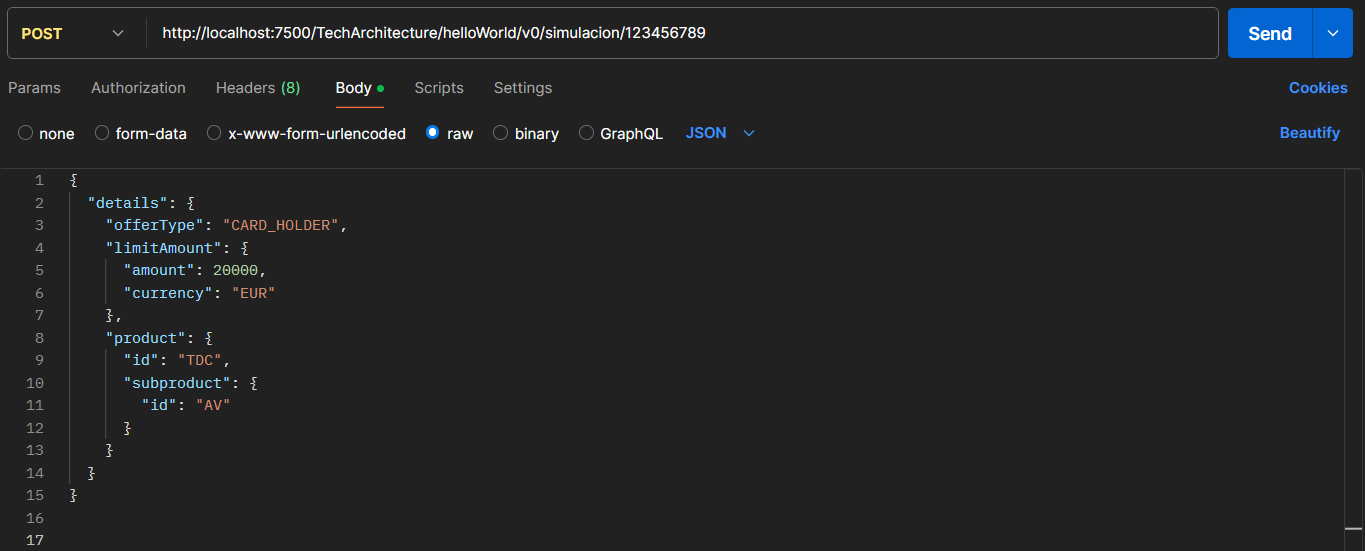 POST http://localhost:7500/TechArchitecture/helloWorld/v0/simulacion/123456789 Send
Params Authorization Headers (8) Body Scripts Settings Cookies
none form-data x-www-form-urlencoded raw binary GraphQL JSON Beautify
1 {
2 "details": {
3 "offerType": "CARD_HOLDER",
4 "limitAmount": {
5 "amount": 20000,
6 "currency": "EUR"
7 },
8 "product": {
9 "id": "TDC",
10 "subproduct": {
11 "id": "AV"
12 }
13 }
14 }
15 }
16
17